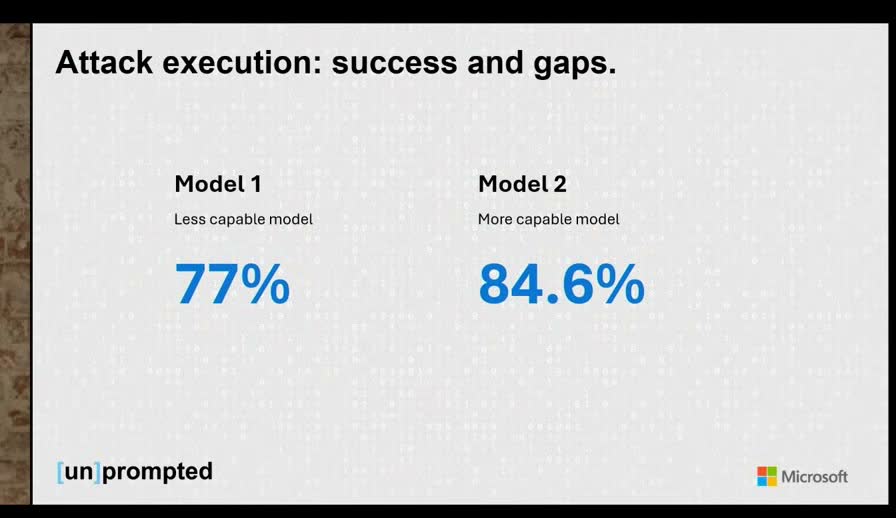 Attack execution: success and gaps.
Model 1
Less capable model
77%
Model 2
More capable model
84.6%
[un]prompted
Microsoft